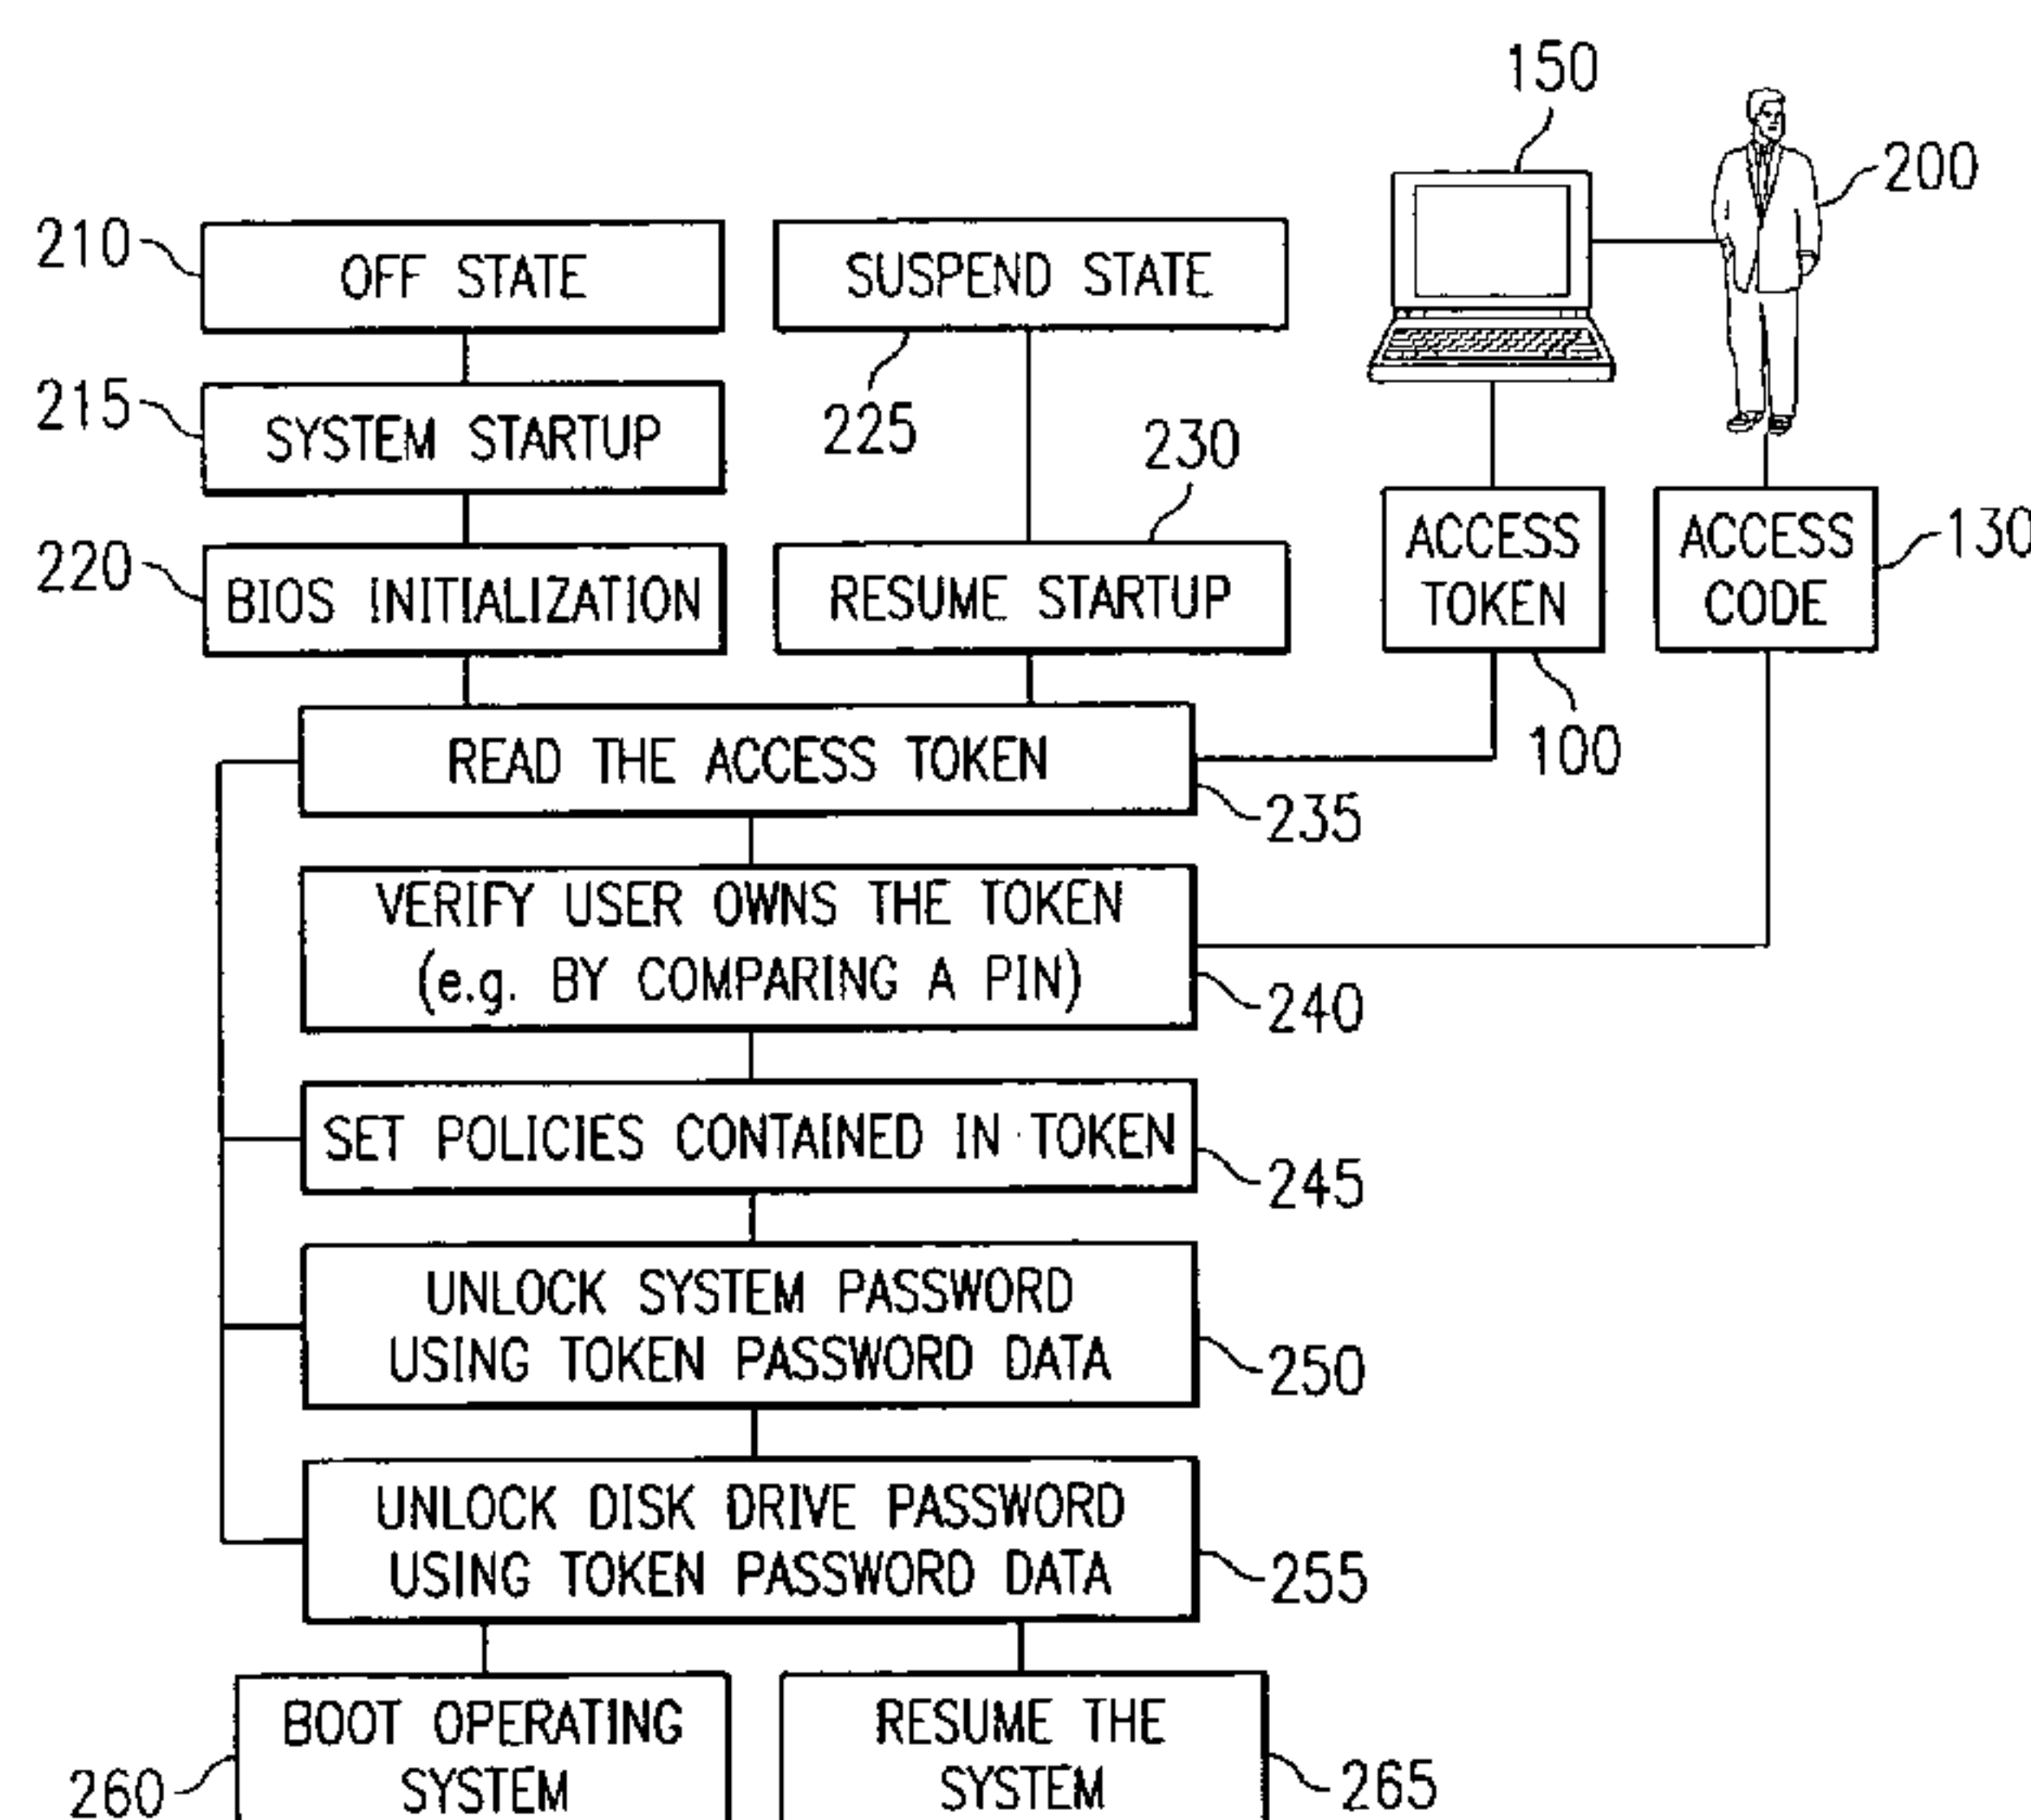 150
200
210
OFF STATE
SUSPEND STATE
215
SYSTEM STARTUP
225
230
220
BIOS INITIALIZATION
RESUME STARTUP
ACCESS
TOKEN
ACCESS
CODE
130
100
READ THE ACCESS TOKEN
235
VERIFY USER OWNS THE TOKEN
(e.g. BY COMPARING A PIN)
240
SET POLICIES CONTAINED IN TOKEN
245
UNLOCK SYSTEM PASSWORD
USING TOKEN PASSWORD DATA
250
UNLOCK DISK DRIVE PASSWORD
USING TOKEN PASSWORD DATA
255
BOOT OPERATING
SYSTEM
260
RESUME THE
SYSTEM
265